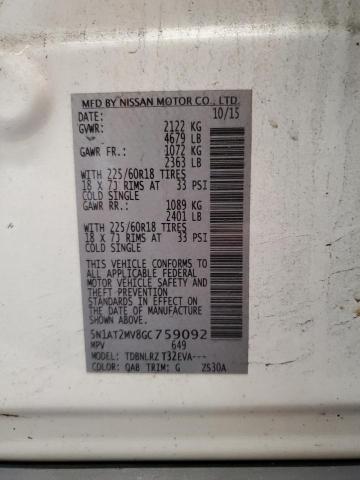 MFD BY NISSAN MOTOR CO., LTD.
DATE: 10/15
GVWR: 2122 KG
4679 LB
GAWR FR.: 1072 KG
2363 LB
WITH 225/60R18 TIRES
18 X 7J RIMS AT 33 PSI
COLD SINGLE
GAWR RR.: 1089 KG
2401 LB
WITH 225/60R18 TIRES
18 X 7J RIMS AT 33 PSI
COLD SINGLE
THIS VEHICLE CONFORMS TO
ALL APPLICABLE FEDERAL
MOTOR VEHICLE SAFETY
STANDARDS IN EFFECT ON
THE DATE OF MANUFACTURE
SHOWN ABOVE.
5N1AT2MV8GC759092
MPV 649
MODEL: TDBNLRZ T32EVA---
COLOR: QAB TRIM: G ZS30A